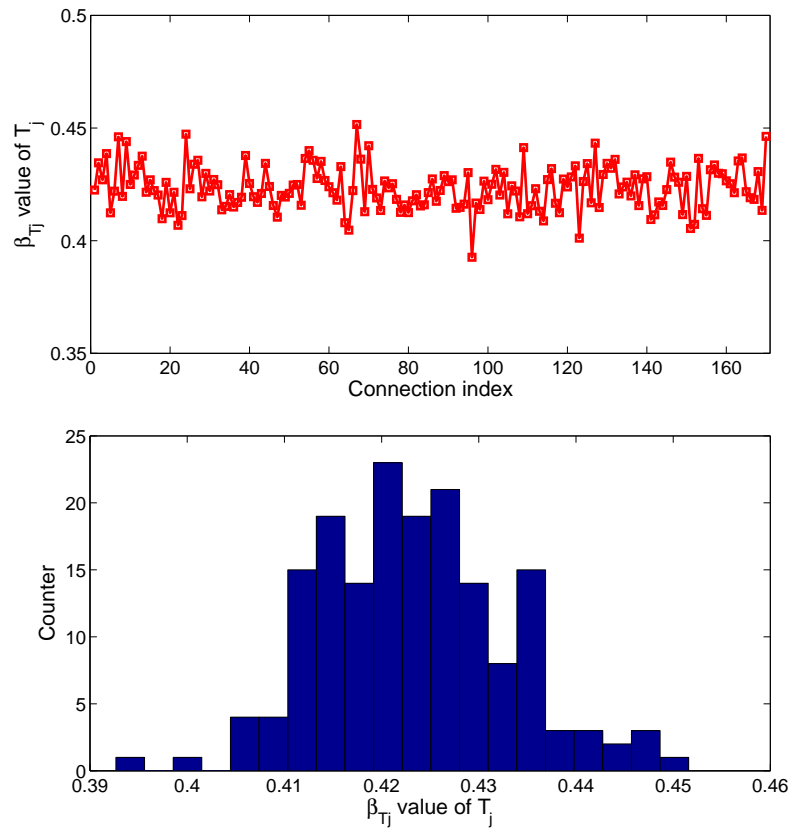 0.5
0.45
0.4
0.35
β_Tj value of T_j
0 20 40 60 80 100 120 140 160
Connection index
25
20
15
10
5
0
Counter
0.39 0.4 0.41 0.42 0.43 0.44 0.45 0.46
β_Tj value of T_j